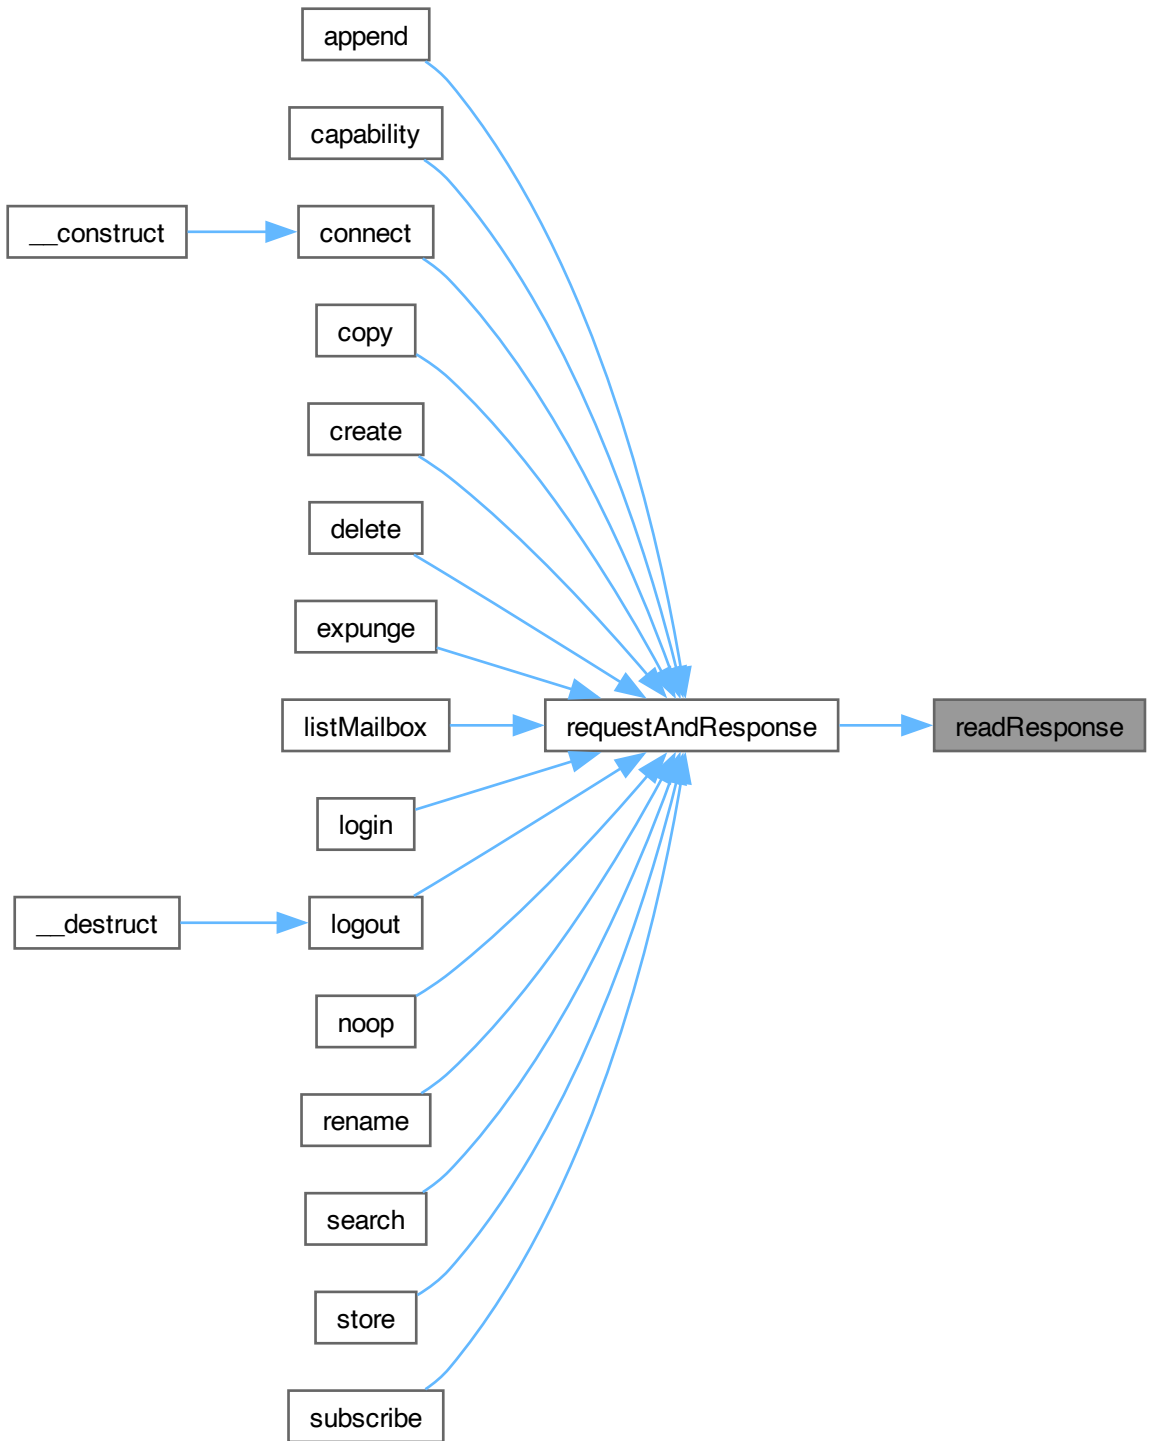 append
capability
__construct
connect
copy
create
delete
expunge
listMailbox
requestAndResponse
readResponse
login
__destruct
logout
noop
rename
search
store
subscribe